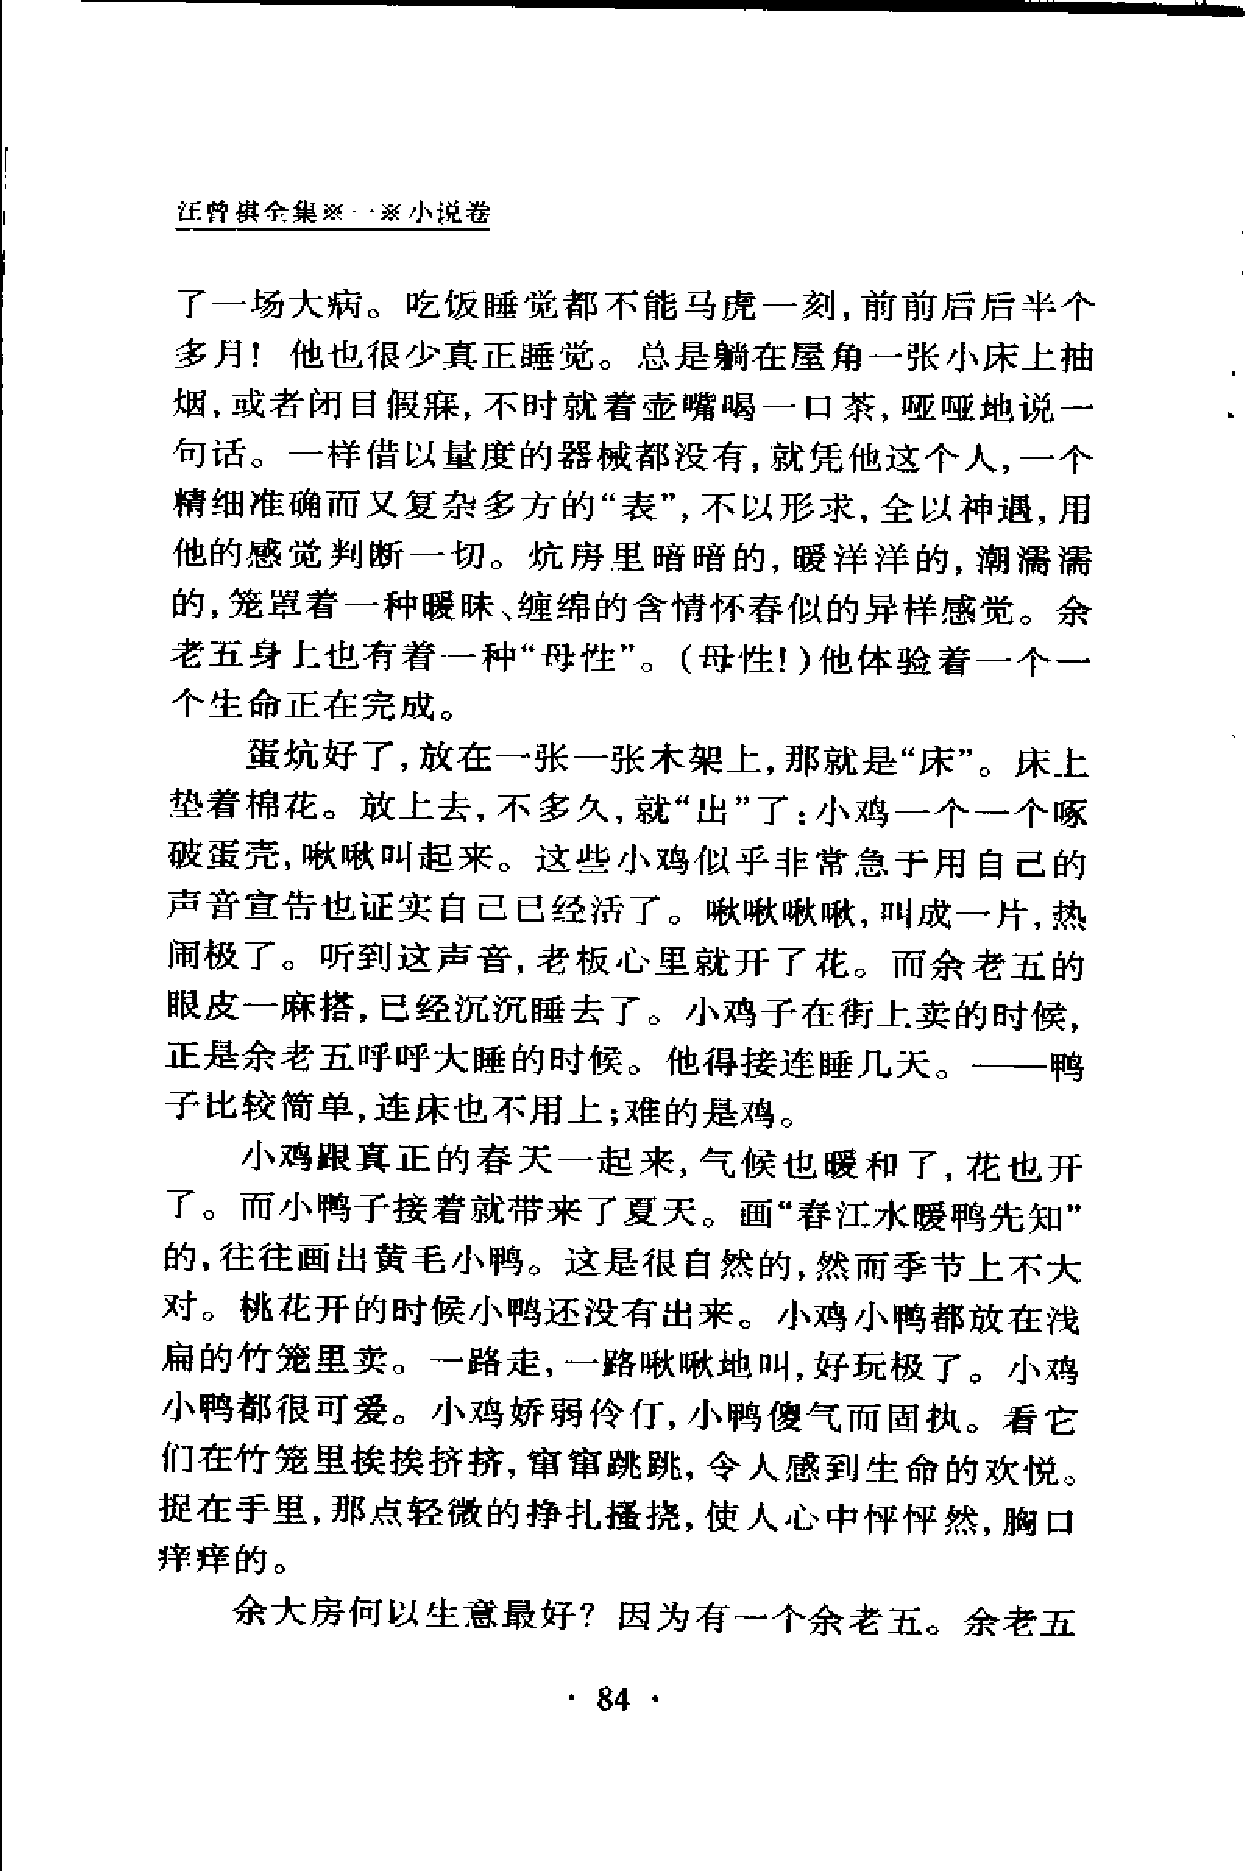 汪曾祺全集※一※小说卷
了一场大病。吃饭睡觉都不能马虎一刻,前前后后半个
多月!他也很少真正睡觉。总是躺在屋角一张小床上抽
烟,或者闭目假寐,不时就着壶嘴喝一口茶,哑哑地说一
句话。一样借以量度的器械都没有,就凭他这个人,一个
精细准确而又复杂多方的“表”,不以形求,全以神遇,用
他的感觉判断一切。炕房里暗暗的,暖洋洋的,潮濡濡
的,笼罩着一种暧昧、缠绵的含情怀春似的异样感觉。余
老五身上也有着一种“母性”。(母性!)他体验着一个一
个生命正在完成。
蛋炕好了,放在一张一张木架上,那就是“床”。床上
垫着棉花。放上去,不多久,就“出”了:小鸡一个一个啄
破蛋壳,啾啾叫起来。这些小鸡似乎非常急于用自己的
声音宣告也证实自己已经活了。啾啾啾啾,叫成一片,热
闹极了。听到这声音,老板心里就开了花。而余老五的
眼皮一麻搭,已经沉沉睡去了。小鸡子在街上卖的时候,
正是余老五呼呼大睡的时候。他得接连睡几天。——鸭
子比较简单,连床也不用上;难的是鸡。
小鸡跟真正的春天一起来,气候也暖和了,花也开
了。而小鸭子接着就带来了夏天。画“春江水暖鸭先知”
的,往往画出黄毛小鸭。这是很自然的,然而季节上不大
对。桃花开的时候小鸭还没有出来。小鸡小鸭都放在浅
扁的竹笼里卖。一路走,一路啾啾地叫,好玩极了。小鸡
小鸭都很可爱。小鸡娇弱伶仃,小鸭傻气而固执。看它
们在竹笼里挨挨挤挤,窜窜跳跳,令人感到生命的欢悦。
捉在手里,那点轻微的挣扎搔挠,使人心中怦怦然,胸口
痒痒的。
余大房何以生意最好?因为有一个余老五。余老五
· 84 ·